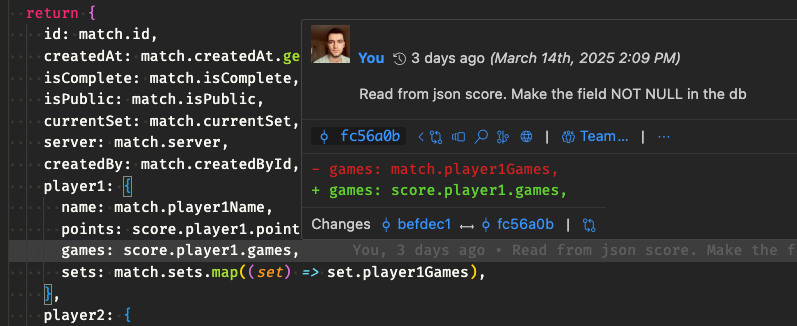 return {
id: match.id,
createdAt: match.createdAt.ge
isComplete: match.isComplete,
isPublic: match.isPublic,
currentSet: match.currentSet,
server: match.server,
createdBy: match.createdById,
player1: {
name: match.player1Name,
points: score.player1.point
games: score.player1.games, You, 3 days ago • Read from json score. Make the f
sets: match.sets.map((set) => set.player1Games),
},
player2: {
You 3 days ago (March 14th, 2025 2:09 PM)
Read from json score. Make the field NOT NULL in the db
fc56a0b | Team... | ...
- games: match.player1Games,
+ games: score.player1.games,
Changes befdec1 ↔ fc56a0b |